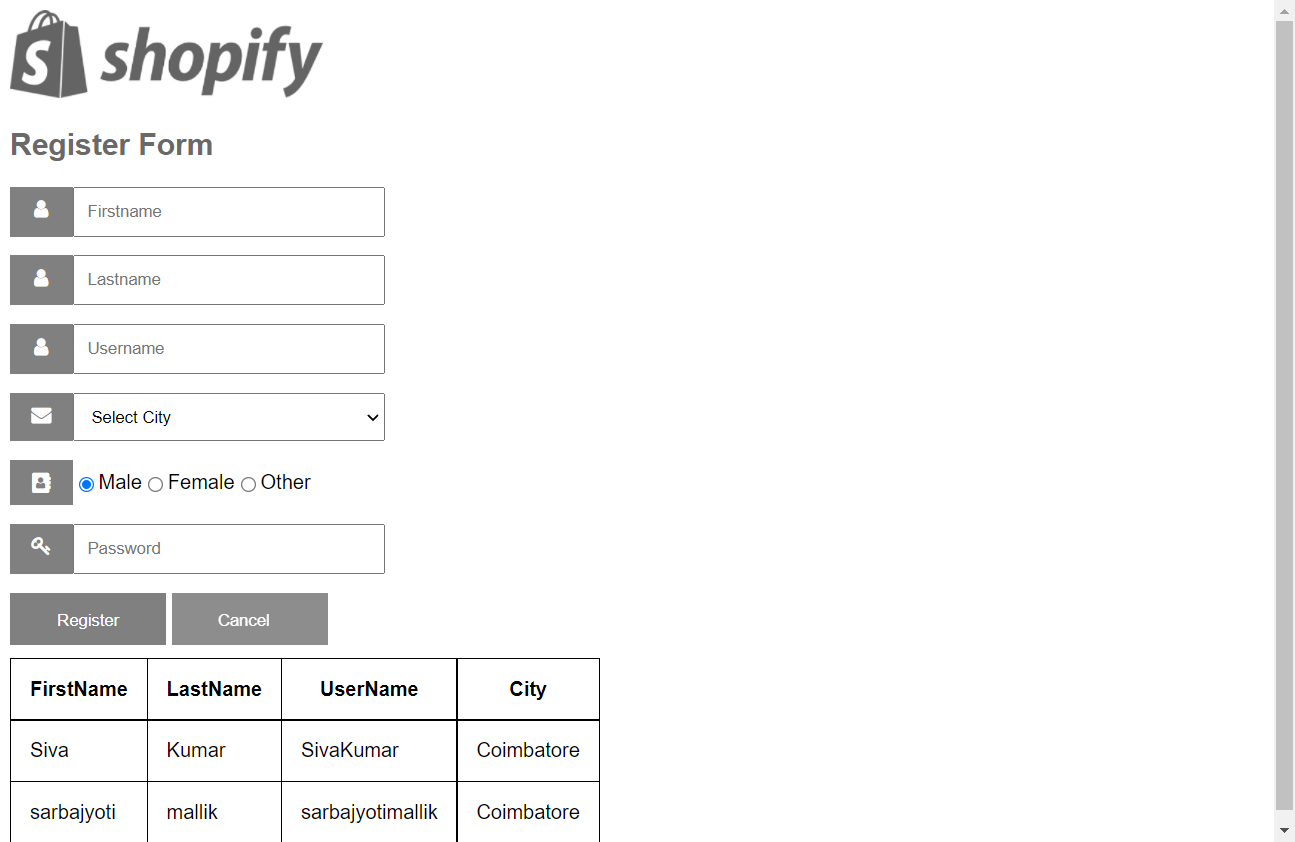 shopify
Register Form
Firstname
Lastname
Username
Select City
Male Female Other
Password
Register Cancel
FirstName LastName UserName City
Siva Kumar SivaKumar Coimbatore
sarbajyoti mallik sarbajyotimallik Coimbatore